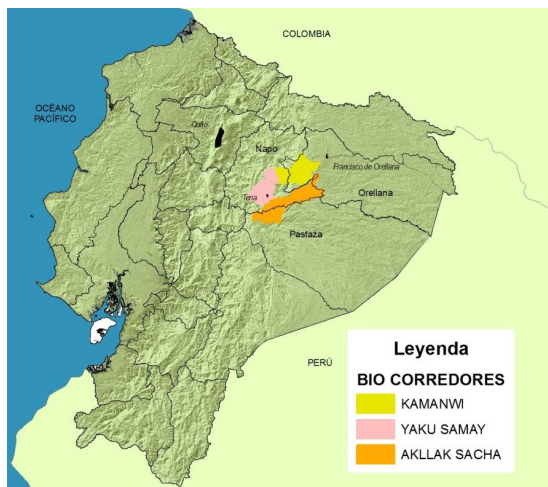 COLOMBIA
OCÉANO
PACÍFICO
Quito
Napo
Francisco de Orellana
Tena
Orellana
Pastaza
PERÚ
Leyenda
BIO CORREDORES
KAMANWI
YAKU SAMAY
AKLLAK SACHA